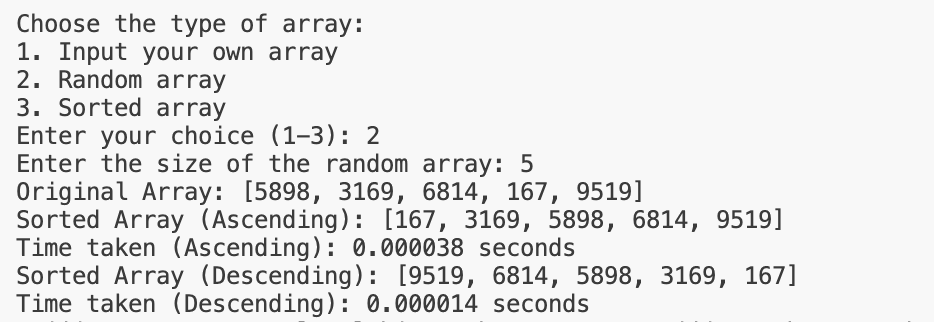 Choose the type of array:
1. Input your own array
2. Random array
3. Sorted array
Enter your choice (1–3): 2
Enter the size of the random array: 5
Original Array: [5898, 3169, 6814, 167, 9519]
Sorted Array (Ascending): [167, 3169, 5898, 6814, 9519]
Time taken (Ascending): 0.000038 seconds
Sorted Array (Descending): [9519, 6814, 5898, 3169, 167]
Time taken (Descending): 0.000014 seconds